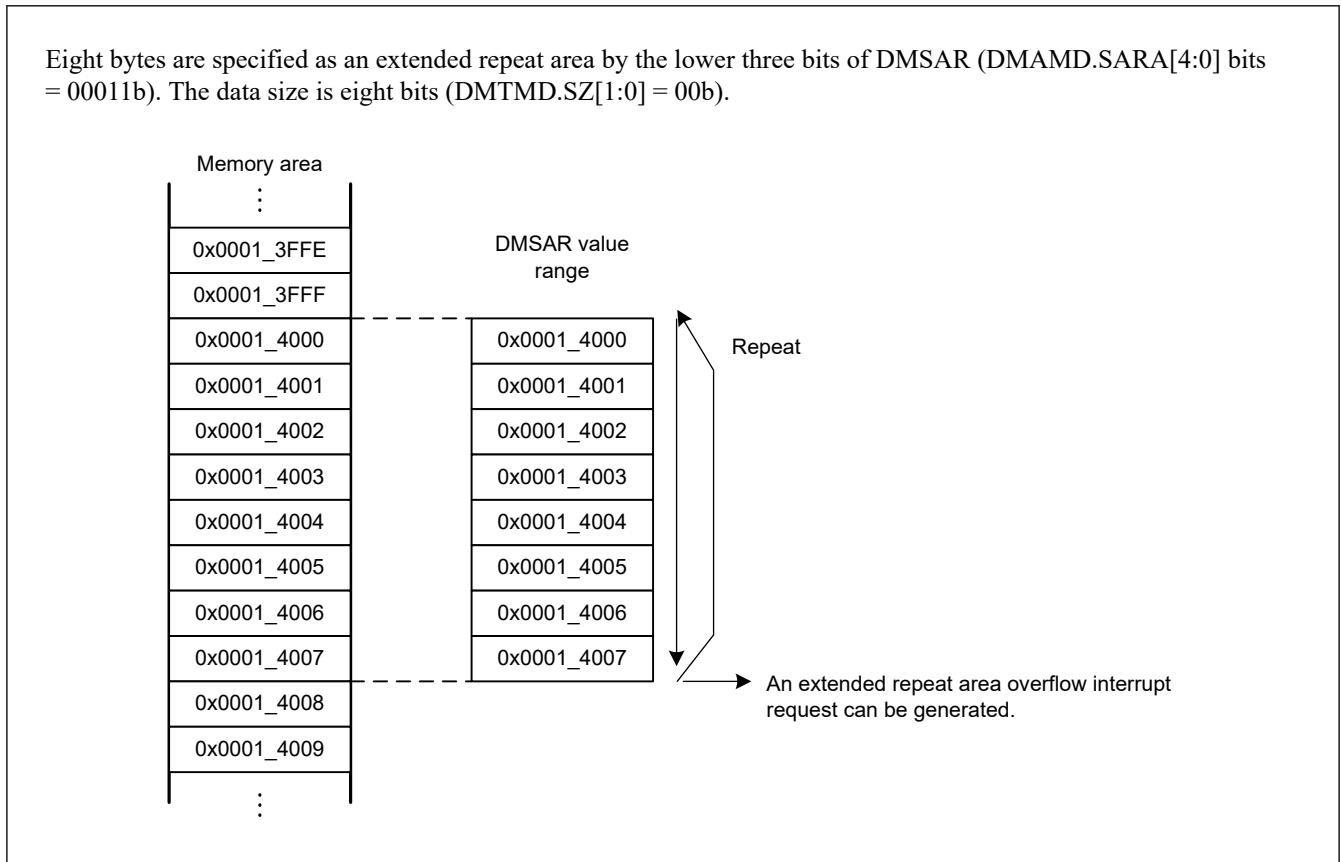 Eight bytes are specified as an extended repeat area by the lower three bits of DMSAR (DMAMD.SARA[4:0] bits
= 00011b). The data size is eight bits (DMTMD.SZ[1:0] = 00b).
Memory area
0x0001_3FFE
0x0001_3FFF
0x0001_4000
0x0001_4001
0x0001_4002
0x0001_4003
0x0001_4004
0x0001_4005
0x0001_4006
0x0001_4007
0x0001_4008
0x0001_4009
DMSAR value
range
0x0001_4000
0x0001_4001
0x0001_4002
0x0001_4003
0x0001_4004
0x0001_4005
0x0001_4006
0x0001_4007
Repeat
An extended repeat area overflow interrupt
request can be generated.